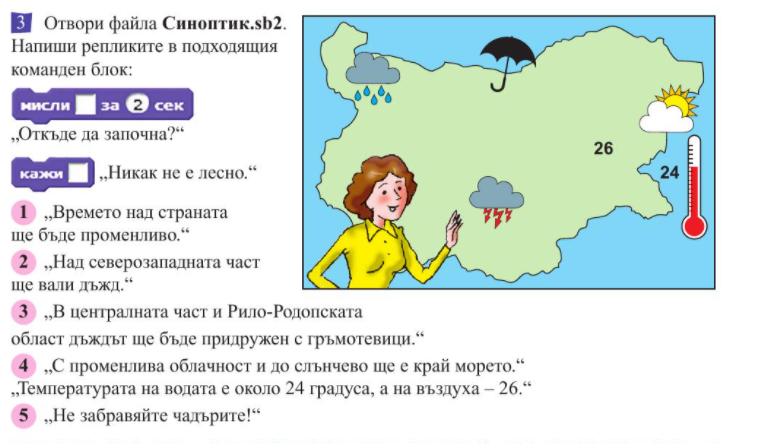 3 Отвори файла Синоптик.sb2.
Напиши репликите в подходящия
команден блок:
мисли за 2 сек
„Откъде да започна?“
кажи „Никак не е лесно.“
1 „Времето над страната
ще бъде променливо.“
2 „Над северозападната част
ще вали дъжд.“
3 „В централната част и Рило-Родопската
област дъждът ще бъде придружен с гръмотевици.“
4 „С променлива облачност и до слънчево ще е край морето.“
„Температурата на водата е около 24 градуса, а на въздуха – 26.“
5 „Не забравяйте чадърите!“
26
24